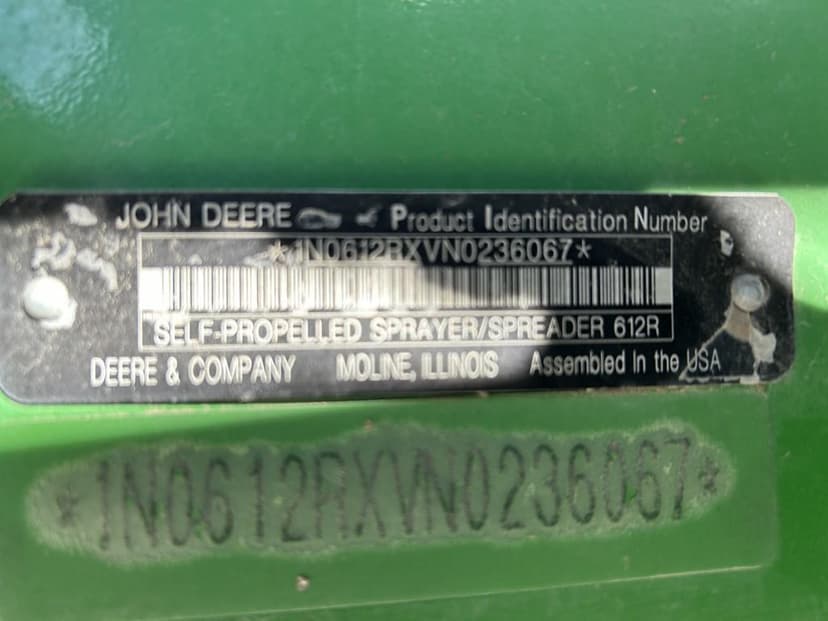 JOHN DEERE Product Identification Number
*1N0612RXVN0236067*
SELF-PROPELLED SPRAYER/SPREADER 612R
DEERE & COMPANY MOLINE, ILLINOIS Assembled in the USA
*1N0612RXVN0236067*